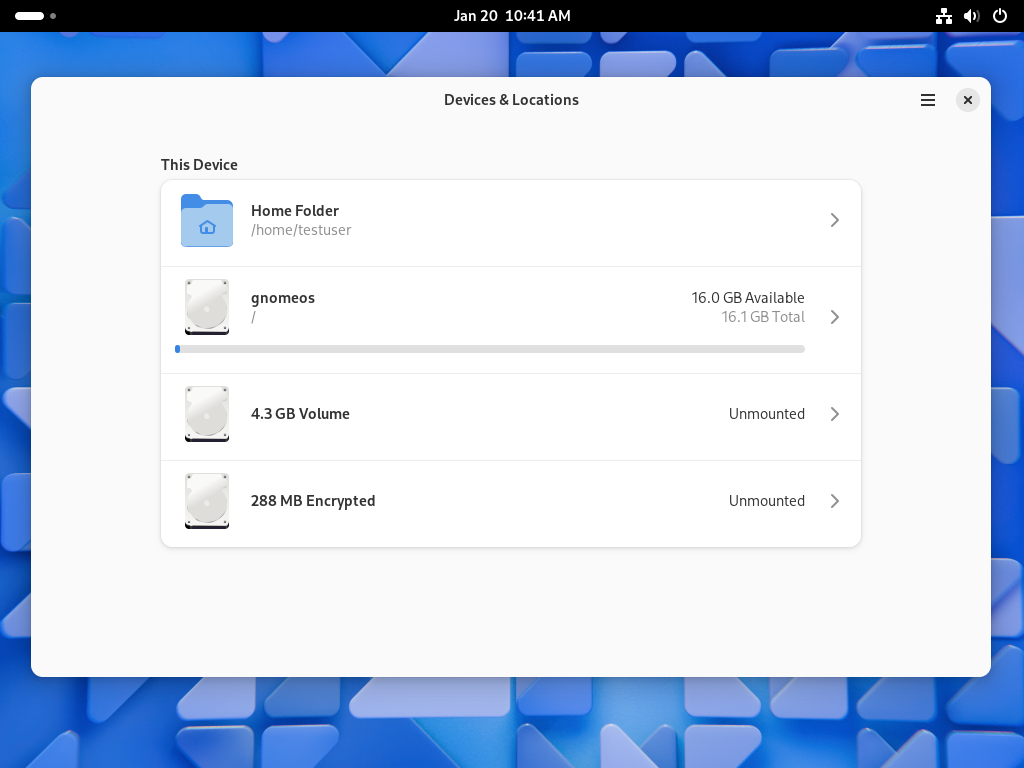 Jan 20 10:41 AM
Devices & Locations
This Device
Home Folder
/home/testuser
gnomeos
16.0 GB Available
/
16.1 GB Total
4.3 GB Volume
Unmounted
288 MB Encrypted
Unmounted